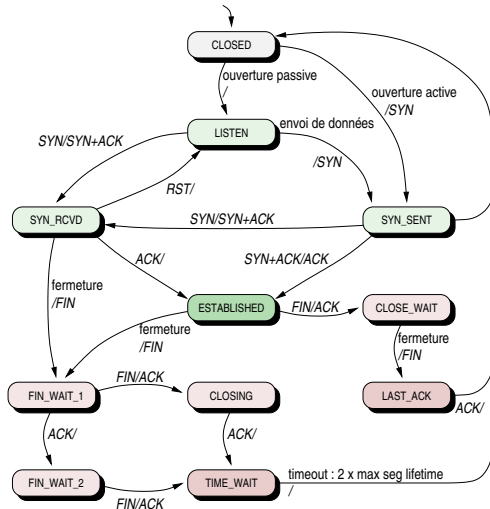 CLOSED
ouverture passive
/
ouverture active
/SYN
LISTEN
envoi de données
/SYN
SYN/SYN+ACK
RST/
SYN_RCVD
SYN/SYN+ACK
SYN_SENT
ACK/
SYN+ACK/ACK
fermeture
/FIN
ESTABLISHED
FIN/ACK
CLOSE_WAIT
fermeture
/FIN
fermeture
/FIN
FIN_WAIT_1
FIN/ACK
CLOSING
LAST_ACK
ACK/
ACK/
ACK/
FIN_WAIT_2
FIN/ACK
TIME_WAIT
timeout : 2 x max seg lifetime
/